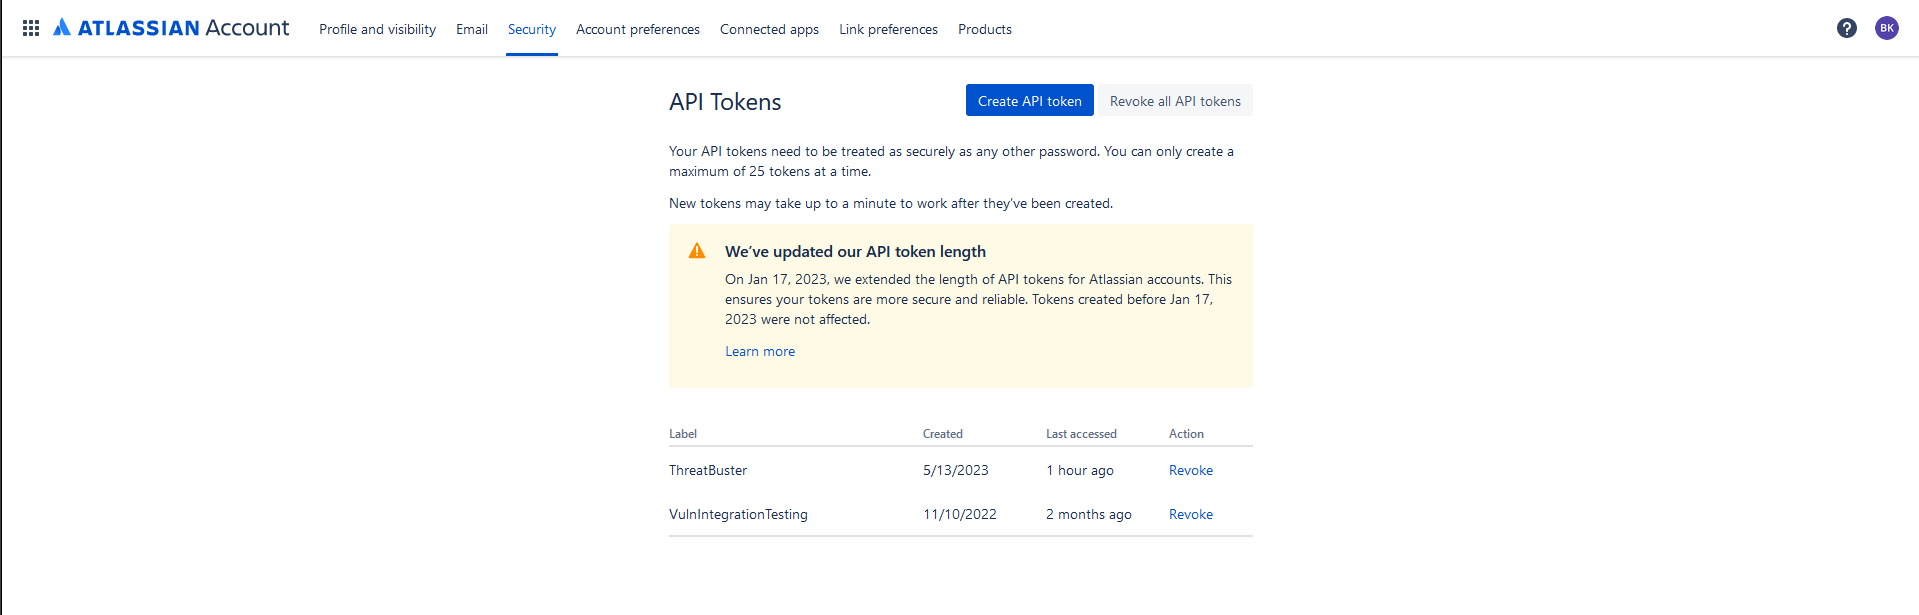 ATLASSIAN Account Profile and visibility Email Security Account preferences Connected apps Link preferences Products ? BK
API Tokens Create API token Revoke all API tokens
Your API tokens need to be treated as securely as any other password. You can only create a
maximum of 25 tokens at a time.
New tokens may take up to a minute to work after they've been created.
We've updated our API token length
On Jan 17, 2023, we extended the length of API tokens for Atlassian accounts. This
ensures your tokens are more secure and reliable. Tokens created before Jan 17,
2023 were not affected.
Learn more
Label Created Last accessed Action
ThreatBuster 5/13/2023 1 hour ago Revoke
VulnIntegrationTesting 11/10/2022 2 months ago Revoke